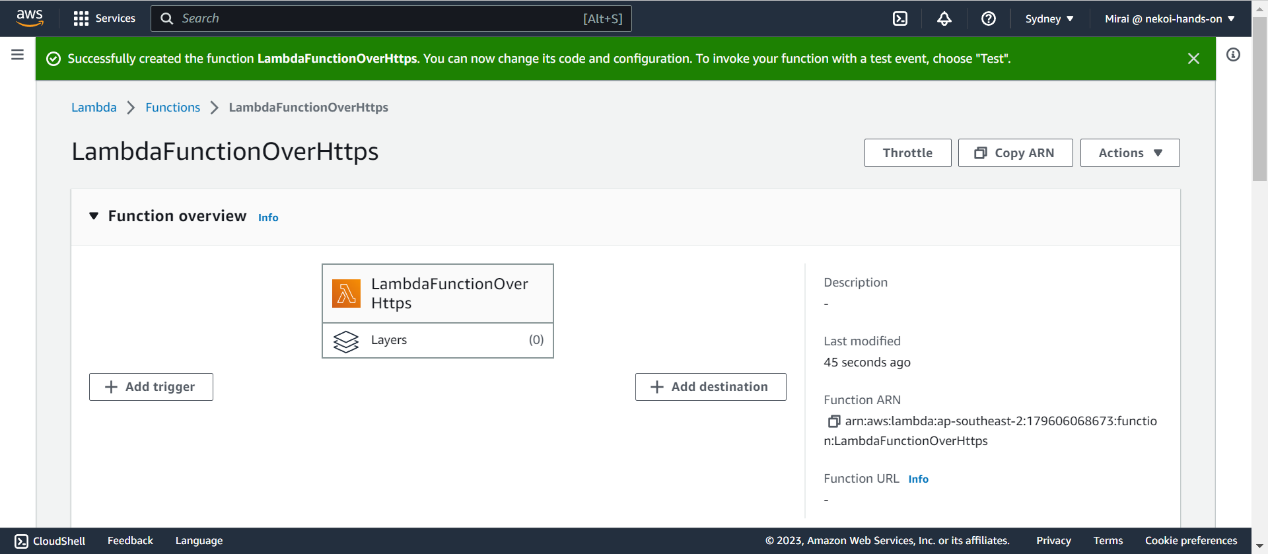 aws Services Search [Alt+S] Sydney ▼ Mirai @ nekoi-hands-on ▼
Successfully created the function LambdaFunctionOverHttps. You can now change its code and configuration. To invoke your function with a test event, choose "Test".
Lambda > Functions > LambdaFunctionOverHttps
LambdaFunctionOverHttps
Throttle Copy ARN Actions ▼
▼ Function overview Info
LambdaFunctionOver
Https
Layers (0)
+ Add trigger
+ Add destination
Description
-
Last modified
45 seconds ago
Function ARN
arn:aws:lambda:ap-southeast-2:179606068673:functio
n:LambdaFunctionOverHttps
Function URL Info
-
CloudShell Feedback Language © 2023, Amazon Web Services, Inc. or its affiliates. Privacy Terms Cookie preferences